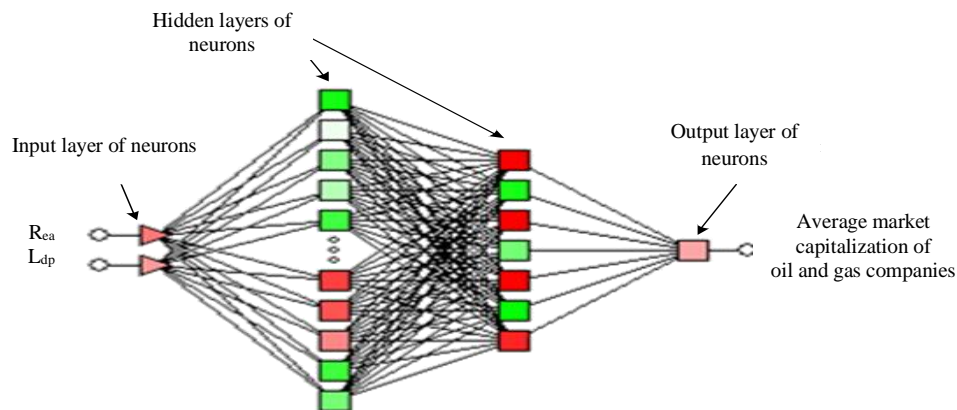 Hidden layers of
neurons
Input layer of neurons
Output layer of
neurons
Rea
Ldp
Average market
capitalization of
oil and gas companies